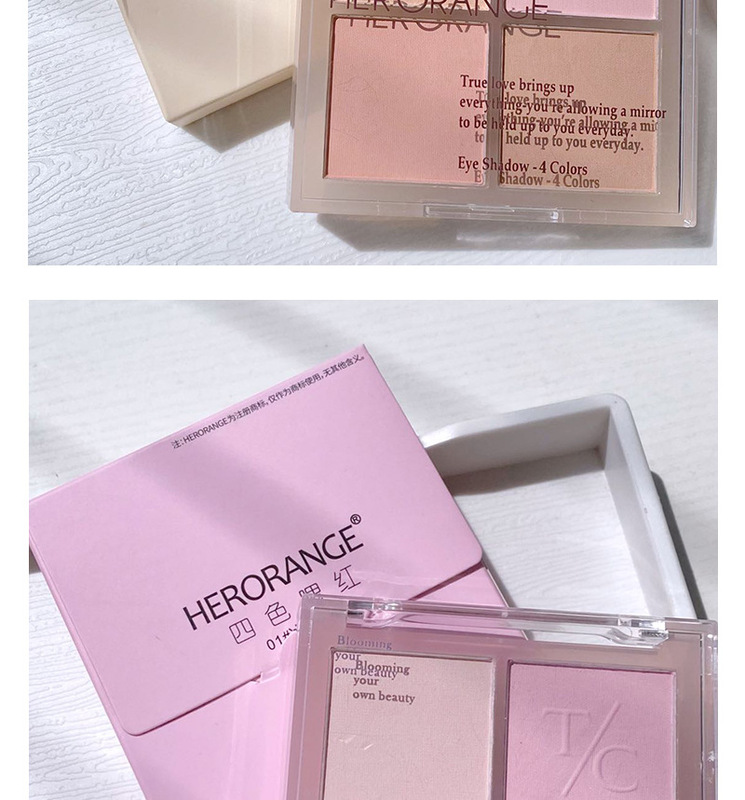 HERORANGE
True love brings up
everything-you're allowing a mirror
to be held up to you everyday.
Eye Shadow - 4 Colors
注: HERORANGE为注册商标, 仅作为商标使用, 无其他含义。
HERORANGE®
四色腮红
01#
Blooming
your
own beauty
T/C